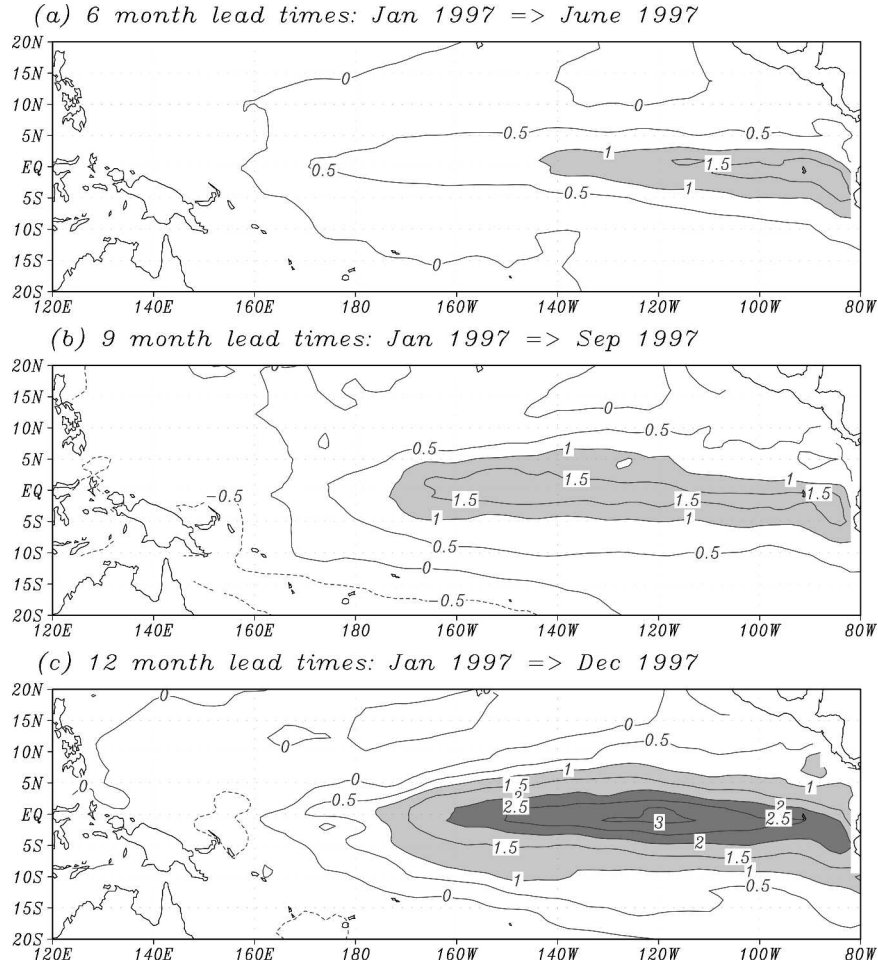 (a) 6 month lead times: Jan 1997 => June 1997
20N
15N
10N
5N
EQ
5S
10S
15S
20S
0
0
0.5
0.5
1
1.5
1
0.5
0
0
120E 140E 160E 180 160W 140W 120W 100W 80W
(b) 9 month lead times: Jan 1997 => Sep 1997
20N
15N
10N
5N
EQ
5S
10S
15S
20S
0
0
0.5
0.5
1
1
1.5
1.5
1.5
1.5
-0.5
1
1
0.5
0.5
0
-0.5
120E 140E 160E 180 160W 140W 120W 100W 80W
(c) 12 month lead times: Jan 1997 => Dec 1997
20N
15N
10N
5N
EQ
5S
10S
15S
20S
0
0
0
0.5
0
0
1
1
1.5
2
2
0.5
2.5
2.5
3
2
1.5
1.5
1
1
0.5
0
120E 140E 160E 180 160W 140W 120W 100W 80W